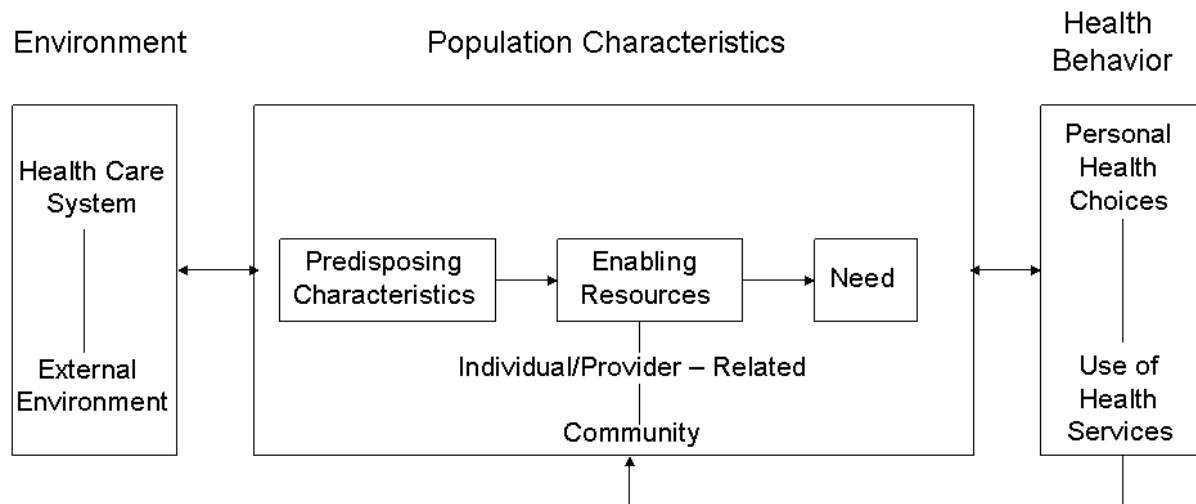 Environment
Population Characteristics
Health
Behavior
Health Care
System
External
Environment
Predisposing
Characteristics
Enabling
Resources
Need
Individual/Provider – Related
Community
Personal
Health
Choices
Use of
Health
Services